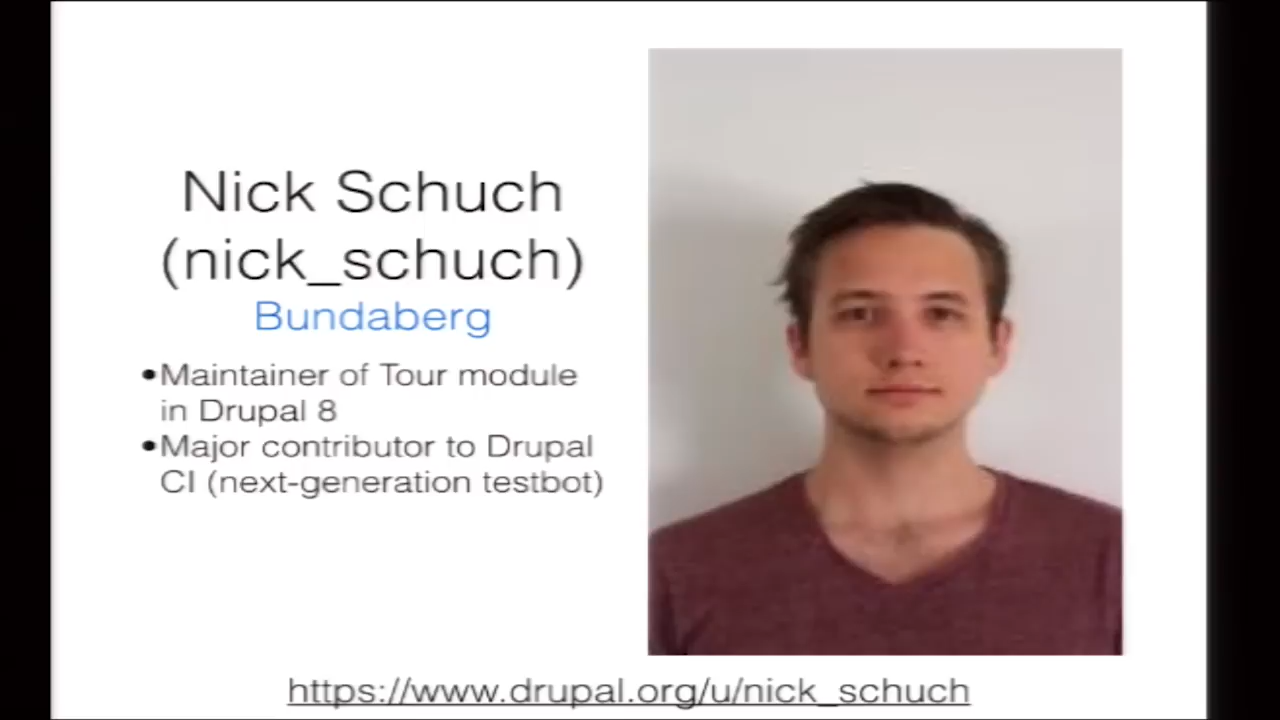 Nick Schuch
(nick_schuch)
Bundaberg
•Maintainer of Tour module
in Drupal 8
•Major contributor to Drupal
CI (next-generation testbot)
https://www.drupal.org/u/nick_schuch